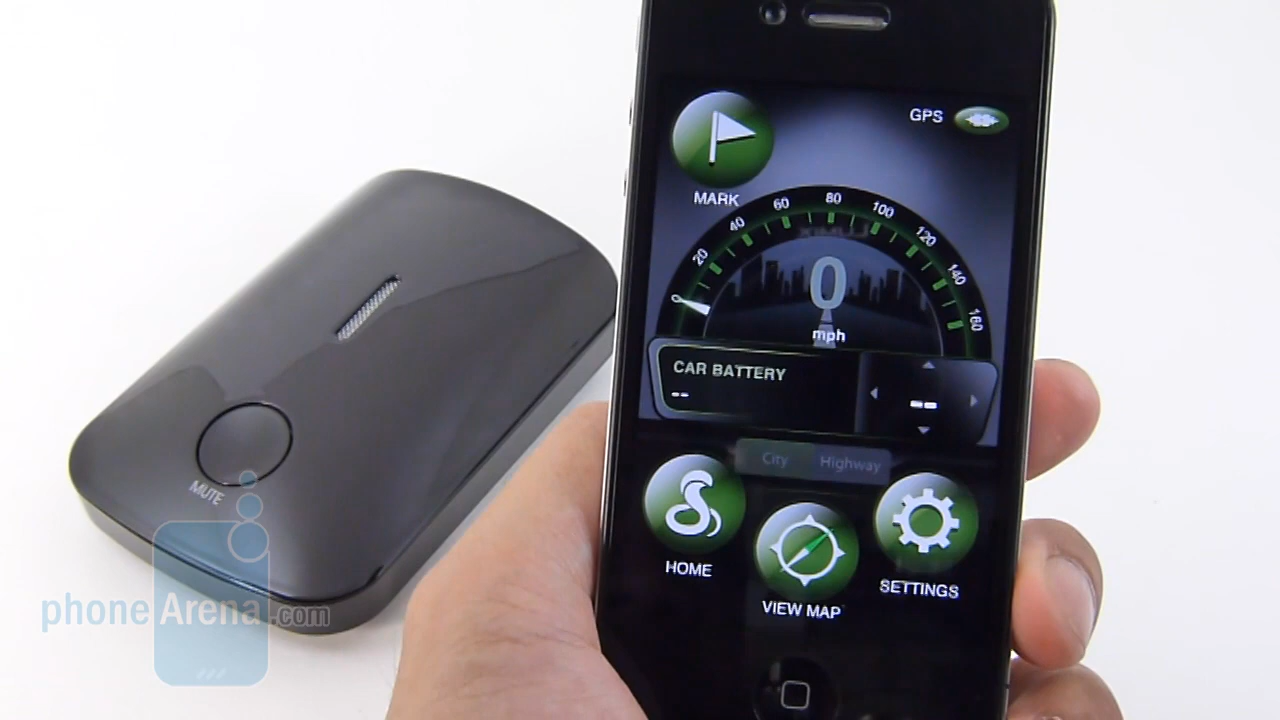 GPS
MARK
20
40
60
80
100
120
140
160
0
mph
CAR BATTERY
--
--
City
Highway
HOME
VIEW MAP
SETTINGS
MUTE
phoneArena.com